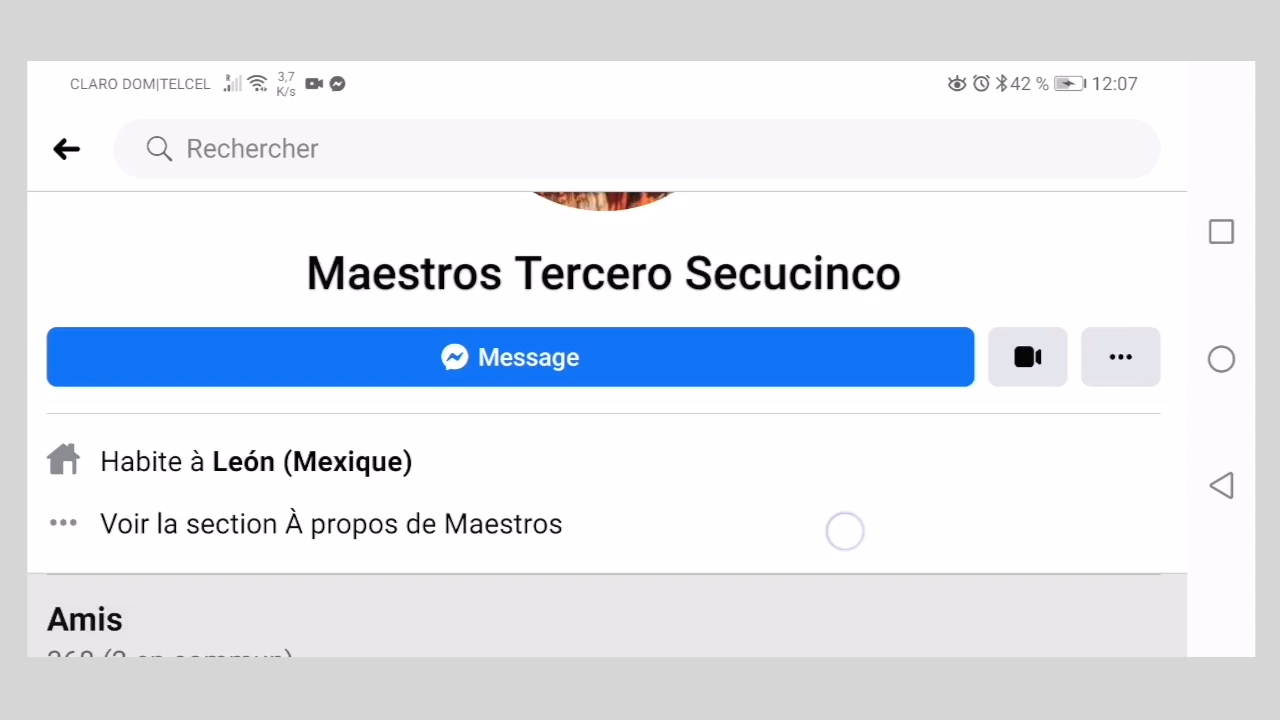 CLARO DOM|TELCEL R 3,7 K/s 42 % 12:07
Rechercher
Maestros Tercero Secucinco
Message
Habite à León (Mexique)
Voir la section À propos de Maestros
Amis